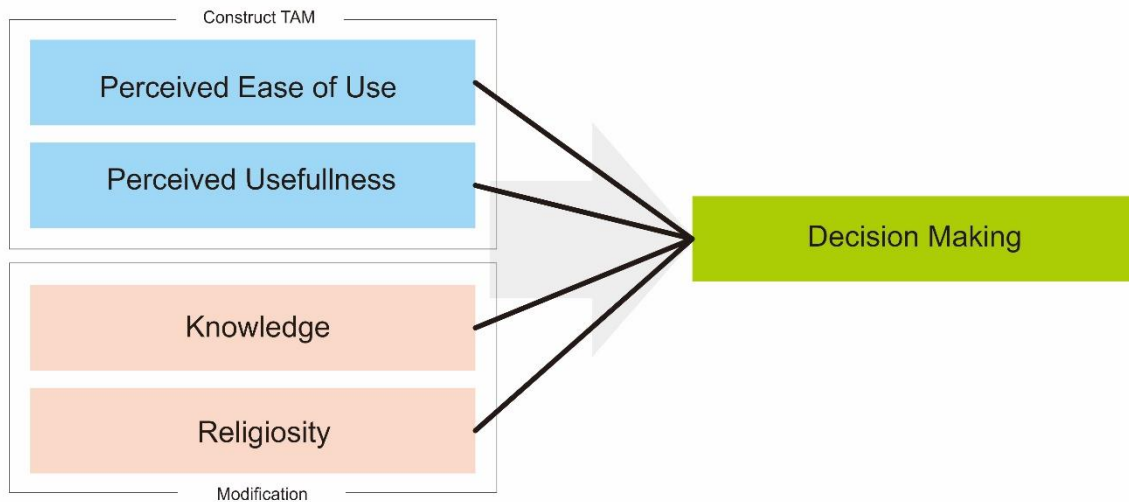 Construct TAM
Perceived Ease of Use
Perceived Usefullness
Decision Making
Knowledge
Religiosity
Modification